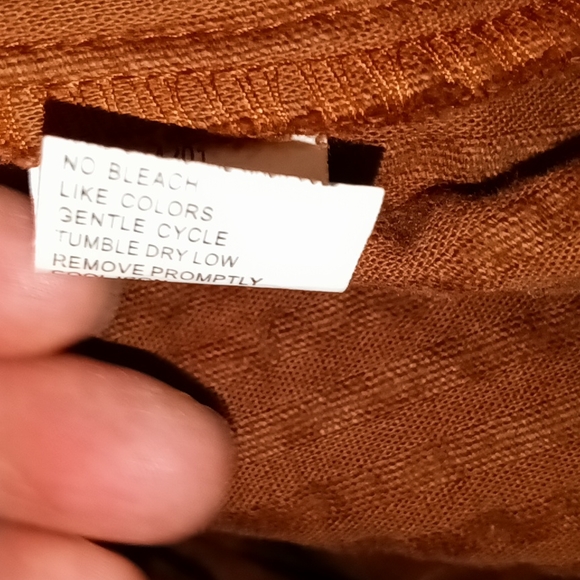 NO BLEACH
LIKE COLORS
GENTLE CYCLE
TUMBLE DRY LOW
REMOVE PROMPTLY